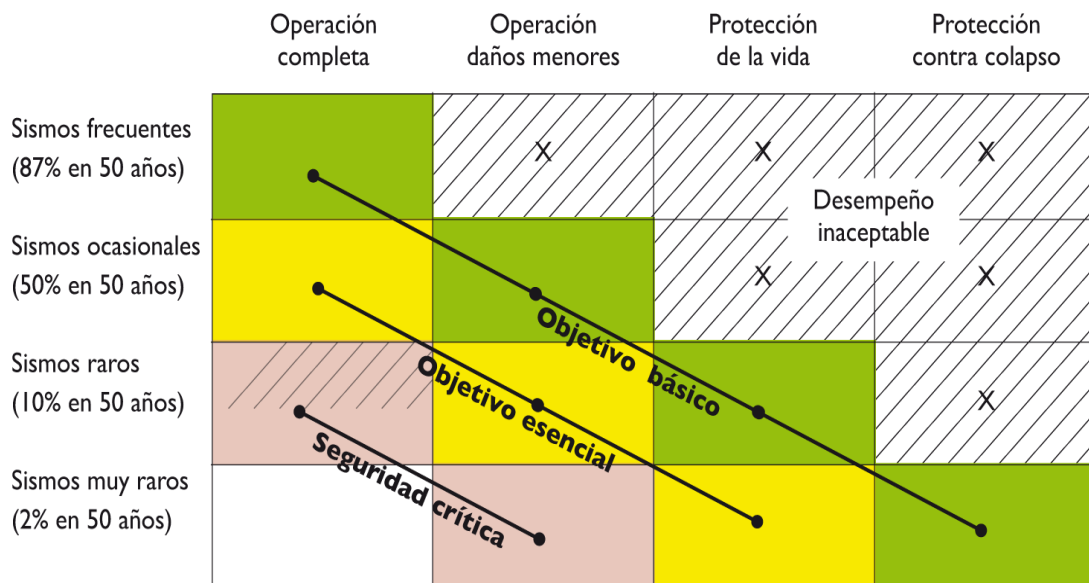 Operación
completa
Operación
daños menores
Protección
de la vida
Protección
contra colapso
Sismos frecuentes
(87% en 50 años)
X
X
X
Desempeño
inaceptable
Sismos ocasionales
(50% en 50 años)
X
X
Objetivo básico
Sismos raros
(10% en 50 años)
X
Objetivo esencial
Seguridad crítica
Sismos muy raros
(2% en 50 años)